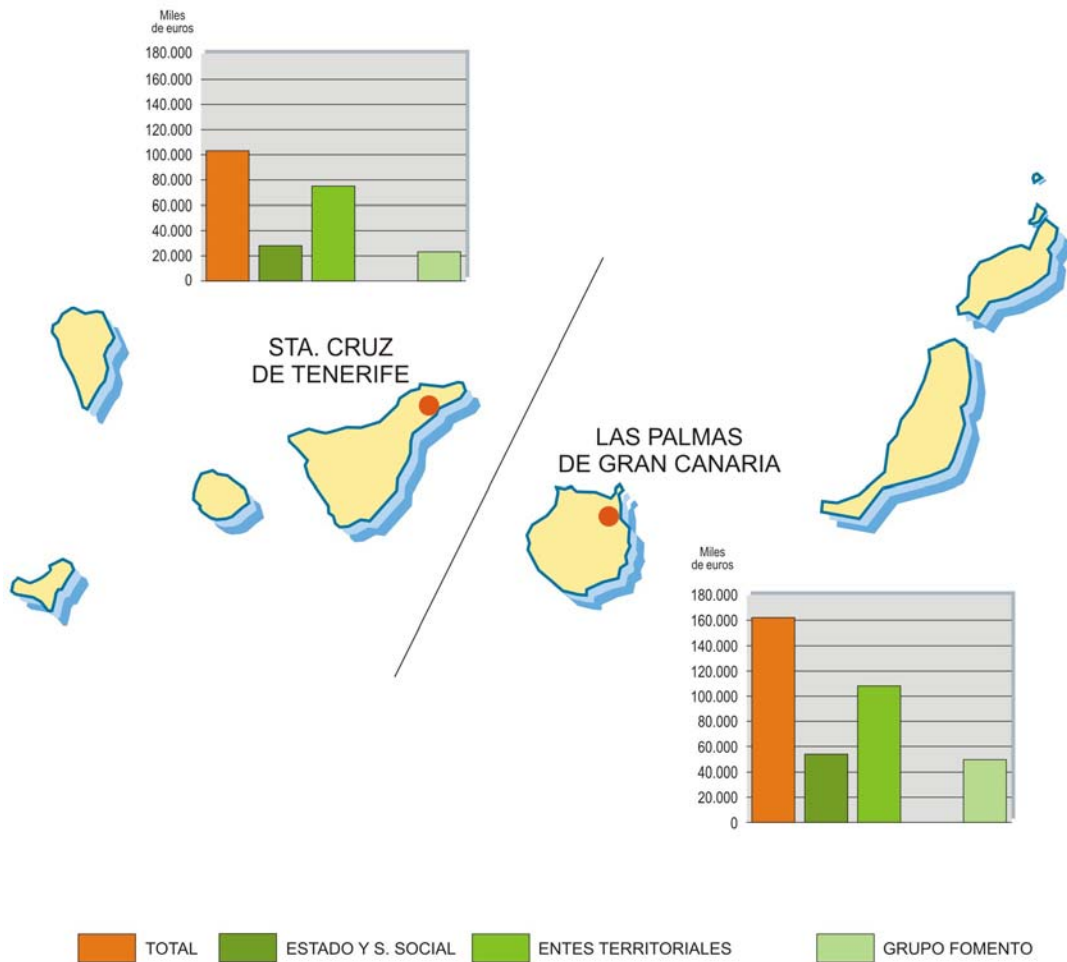 Miles
de euros
180.000
160.000
140.000
120.000
100.000
80.000
60.000
40.000
20.000
0
STA. CRUZ
DE TENERIFE
LAS PALMAS
DE GRAN CANARIA
Miles
de euros
180.000
160.000
140.000
120.000
100.000
80.000
60.000
40.000
20.000
0
TOTAL
ESTADO Y S. SOCIAL
ENTES TERRITORIALES
GRUPO FOMENTO